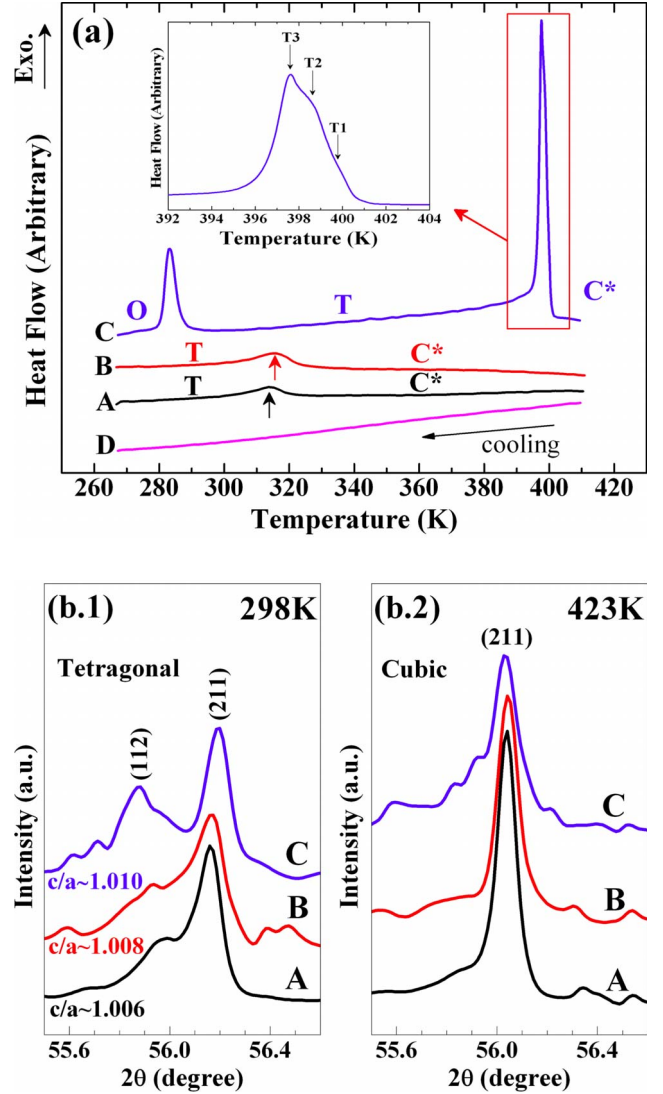 (a)
Exo.
Heat Flow (Arbitrary)
Heat Flow (Arbitrary)
T3
T2
T1
392 394 396 398 400 402 404
Temperature (K)
O T C*
C
B T C*
A T C*
D
cooling
260 280 300 320 340 360 380 400 420
Temperature (K)
(b.1) 298K
Tetragonal
(112)
(211)
C
c/a~1.010
B
c/a~1.008
A
c/a~1.006
Intensity (a.u.)
55.6 56.0 56.4
2θ (degree)
(b.2) 423K
(211)
Cubic
C
B
A
Intensity (a.u.)
55.6 56.0 56.4
2θ (degree)